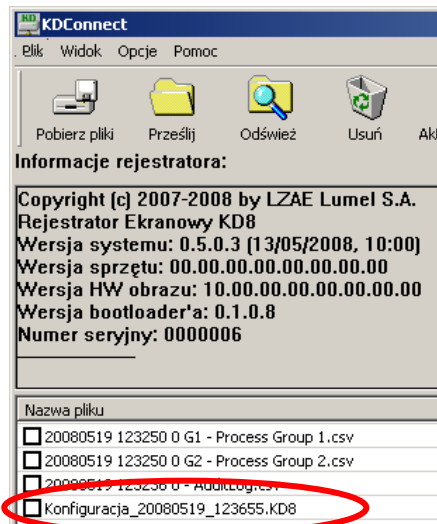 KDConnect
Plik Widok Opcje Pomoc
Pobierz pliki Prześlij Odśwież Usuń Akl
Informacje rejestratora:
Copyright (c) 2007-2008 by LZAE Lumel S.A.
Rejestrator Ekranowy KD8
Wersja systemu: 0.5.0.3 (13/05/2008, 10:00)
Wersja sprzętu: 00.00.00.00.00.00.00
Wersja HW obrazu: 10.00.00.00.00.00.00
Wersja bootloader'a: 0.1.0.8
Numer seryjny: 0000006
Nazwa pliku
20080519 123250 0 G1 - Process Group 1.csv
20080519 123250 0 G2 - Process Group 2.csv
20080519 123236 0 - AuditLog.csv
Konfiguracja_20080519_123655.KD8